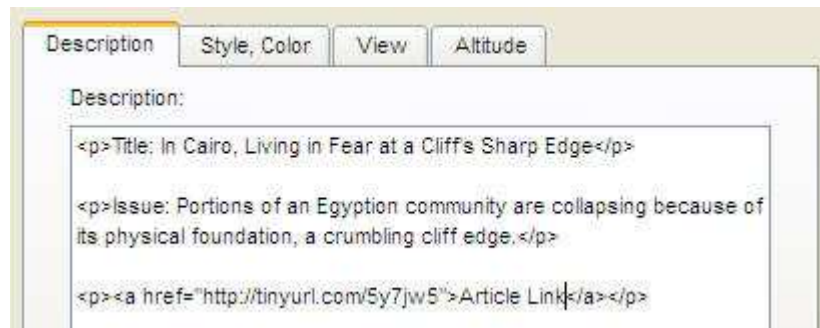 Description Style, Color View Altitude
Description:
<p>Title: In Cairo, Living in Fear at a Cliff's Sharp Edge</p>
<p>Issue: Portions of an Egyption community are collapsing because of
its physical foundation, a crumbling cliff edge.</p>
<p><a href="http://tinyurl.com/5y7jw5">Article Link</a></p>